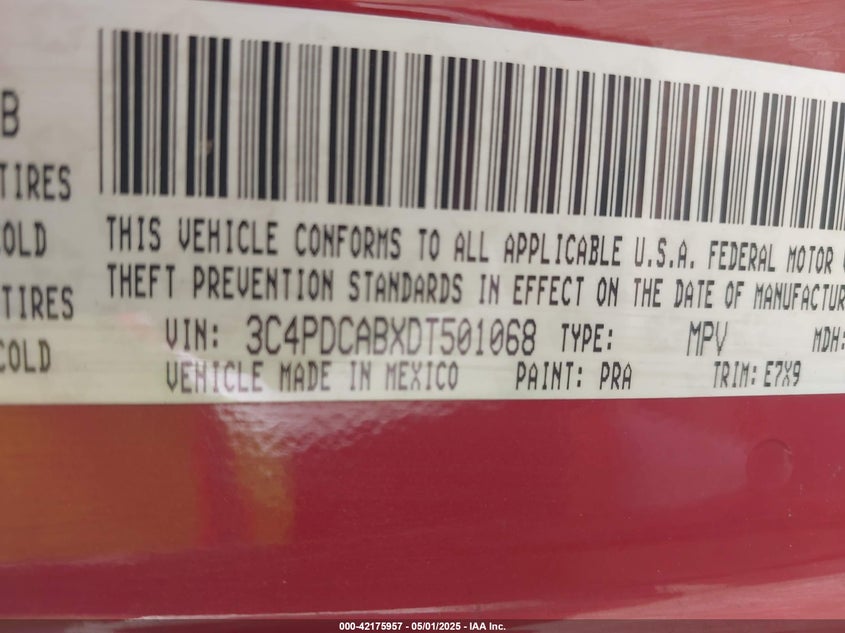 B
TIRES
COLD
TIRES
COLD
THIS VEHICLE CONFORMS TO ALL APPLICABLE U.S.A. FEDERAL MOTOR
THEFT PREVENTION STANDARDS IN EFFECT ON THE DATE OF MANUFACTUR
VIN: 3C4PDCABXDT501068 TYPE: MPV MDH:
VEHICLE MADE IN MEXICO PAINT: PRA TRIM: E7X9
000-42175957 - 05/01/2025 - IAA Inc.